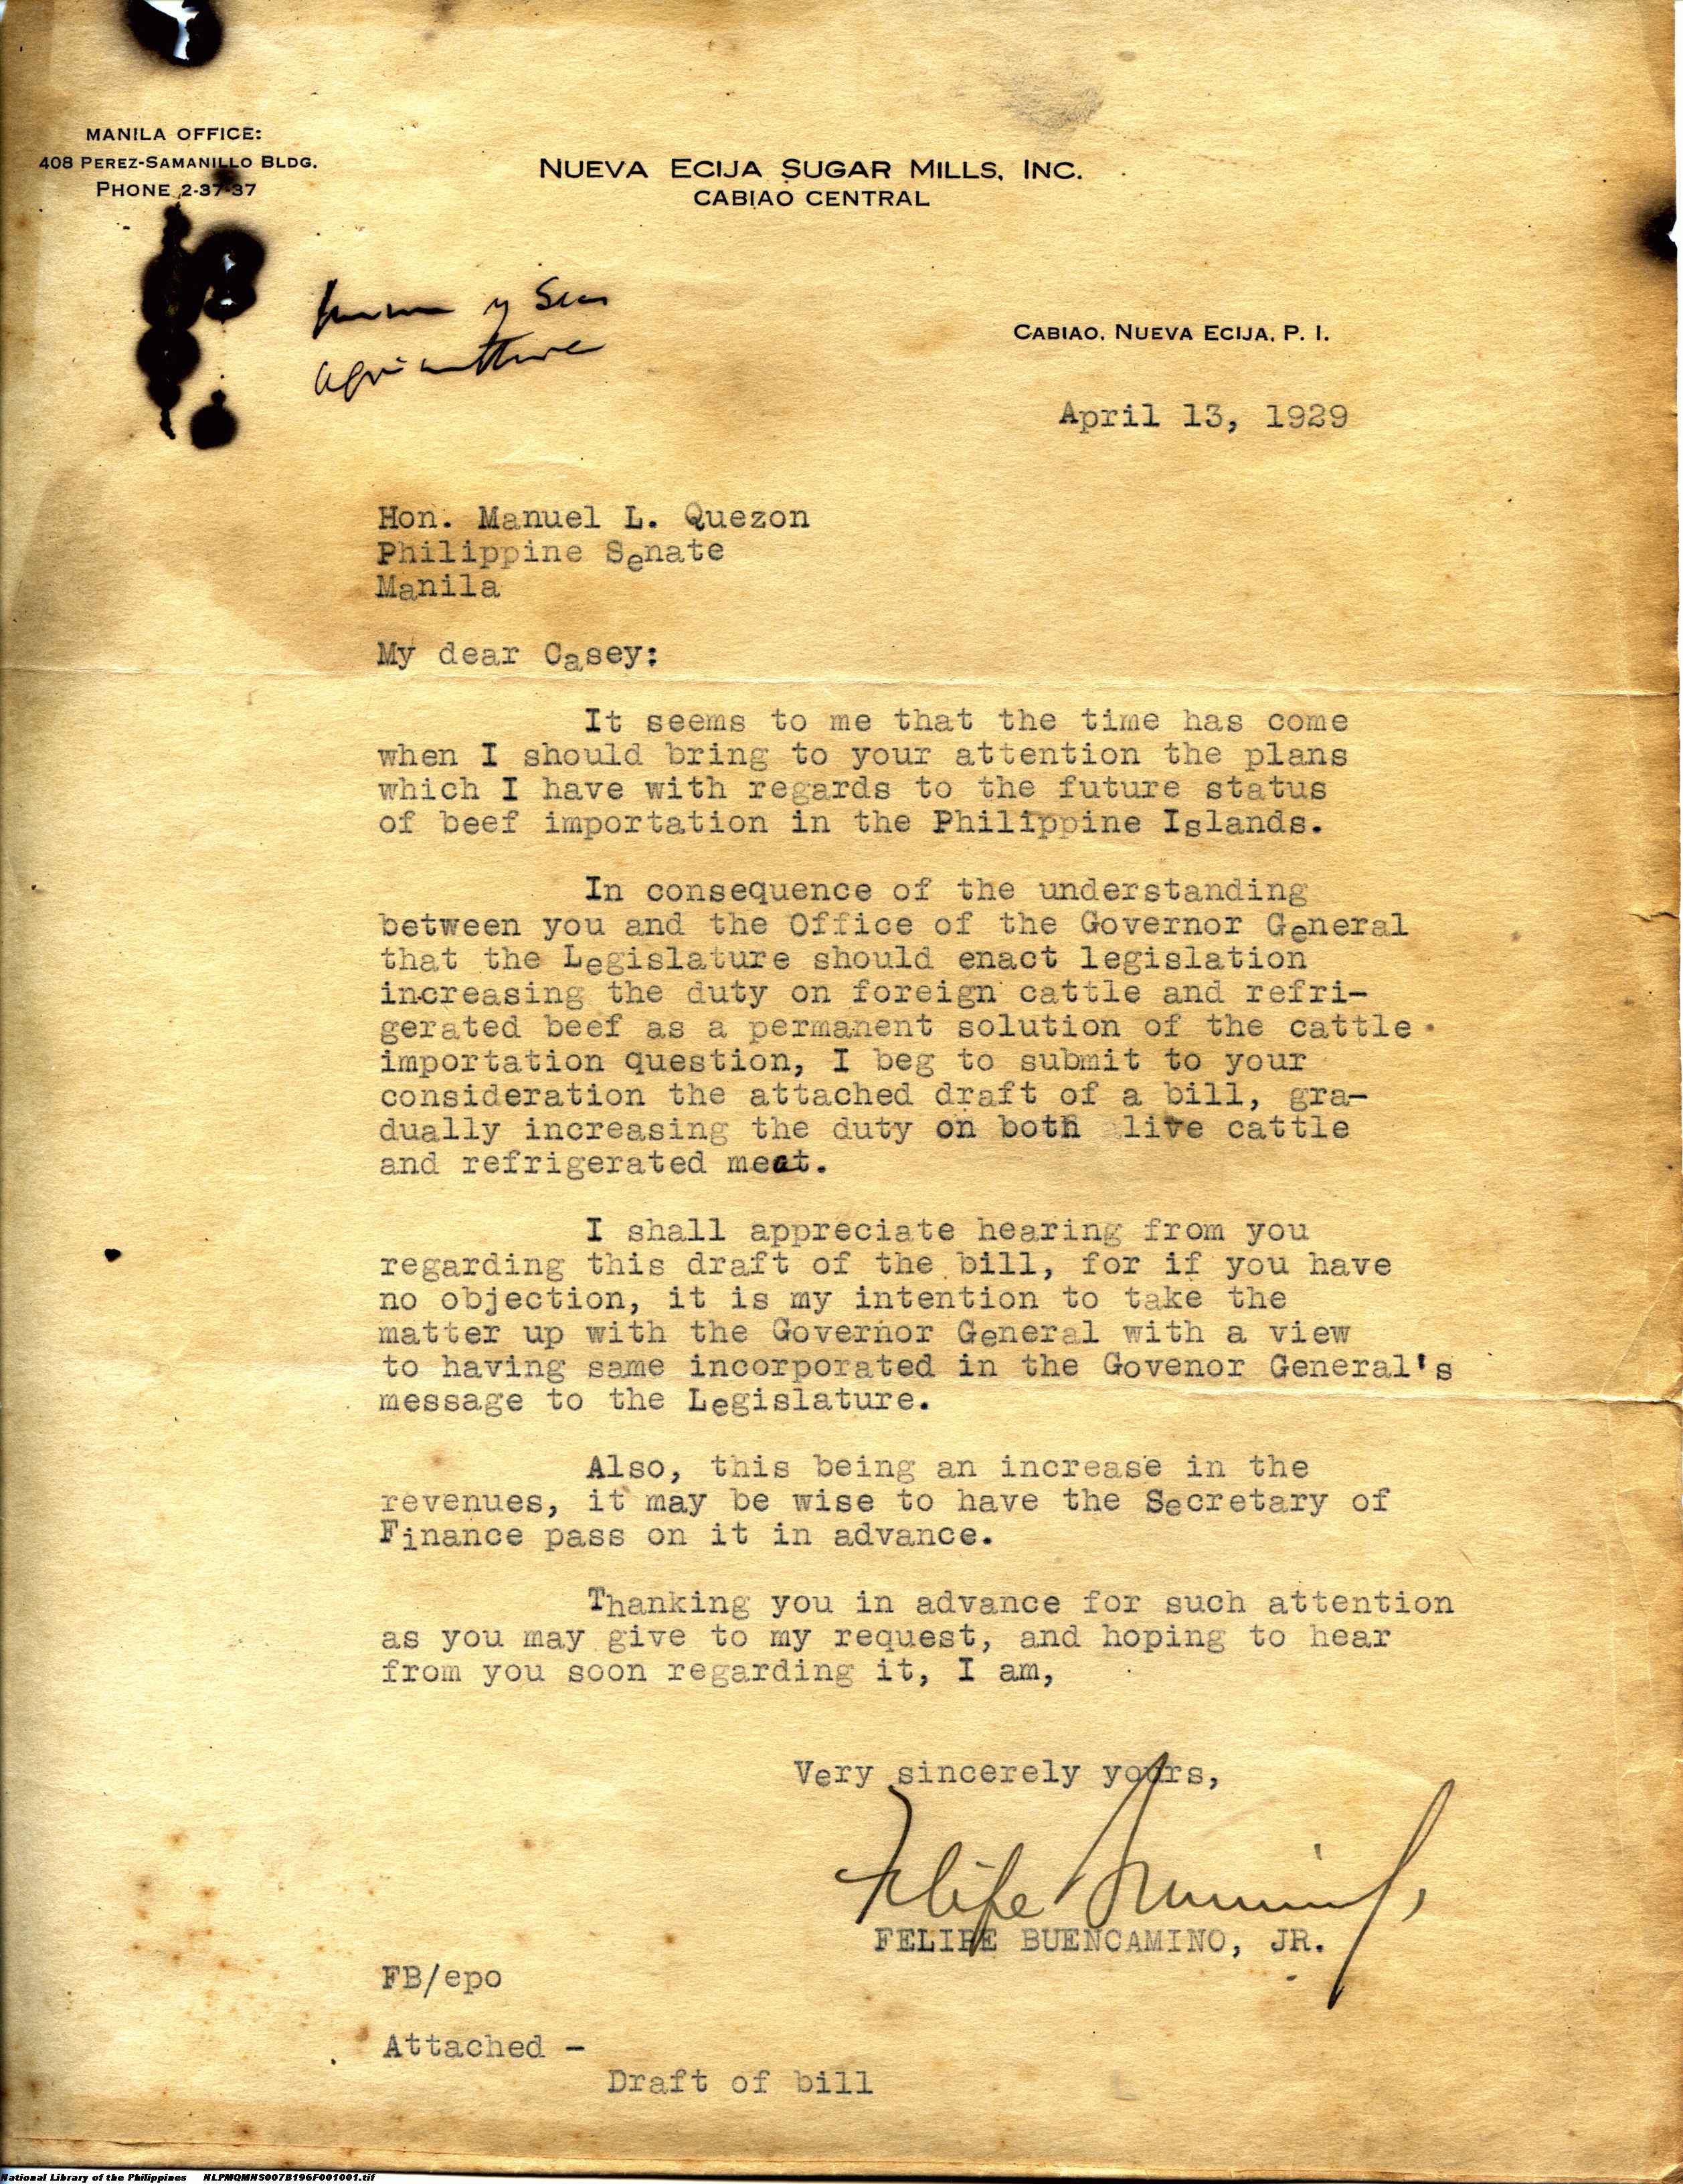 MANILA OFFICE:
408 PEREZ-SAMANILLO BLDG.
PHONE 2-37-37
NUEVA ECIJA SUGAR MILLS, INC.
CABIAO CENTRAL
y
agriculture
CABIAO, NUEVA ECIJA, P. I.
April 13, 1929
Hon. Manuel L. Quezon
Philippine Senate
Manila
My dear Casey:
It seems to me that the time has come
when I should bring to your attention the plans
which I have with regards to the future status
of beef importation in the Philippine Islands.
In consequence of the understanding
between you and the Office of the Governor General
that the Legislature should enact legislation
increasing the duty on foreign cattle and refri-
gerated beef as a permanent solution of the cattle
importation question, I beg to submit to your
consideration the attached draft of a bill, gra-
dually increasing the duty on both live cattle
and refrigerated meat.
I shall appreciate hearing from you
regarding this draft of the bill, for if you have
no objection, it is my intention to take the
matter up with the Governor General with a view
to having same incorporated in the Govenor General's
message to the Legislature.
Also, this being an increase in the
revenues, it may be wise to have the Secretary of
Finance pass on it in advance.
Thanking you in advance for such attention
as you may give to my request, and hoping to hear
from you soon regarding it, I am,
Very sincerely yours,
Felipe Buencamino Jr.
FELIPE BUENCAMINO, JR.
FB/epo
Attached -
Draft of bill
National Library of the Philippines NLPMQMNS007B196F001001.tif